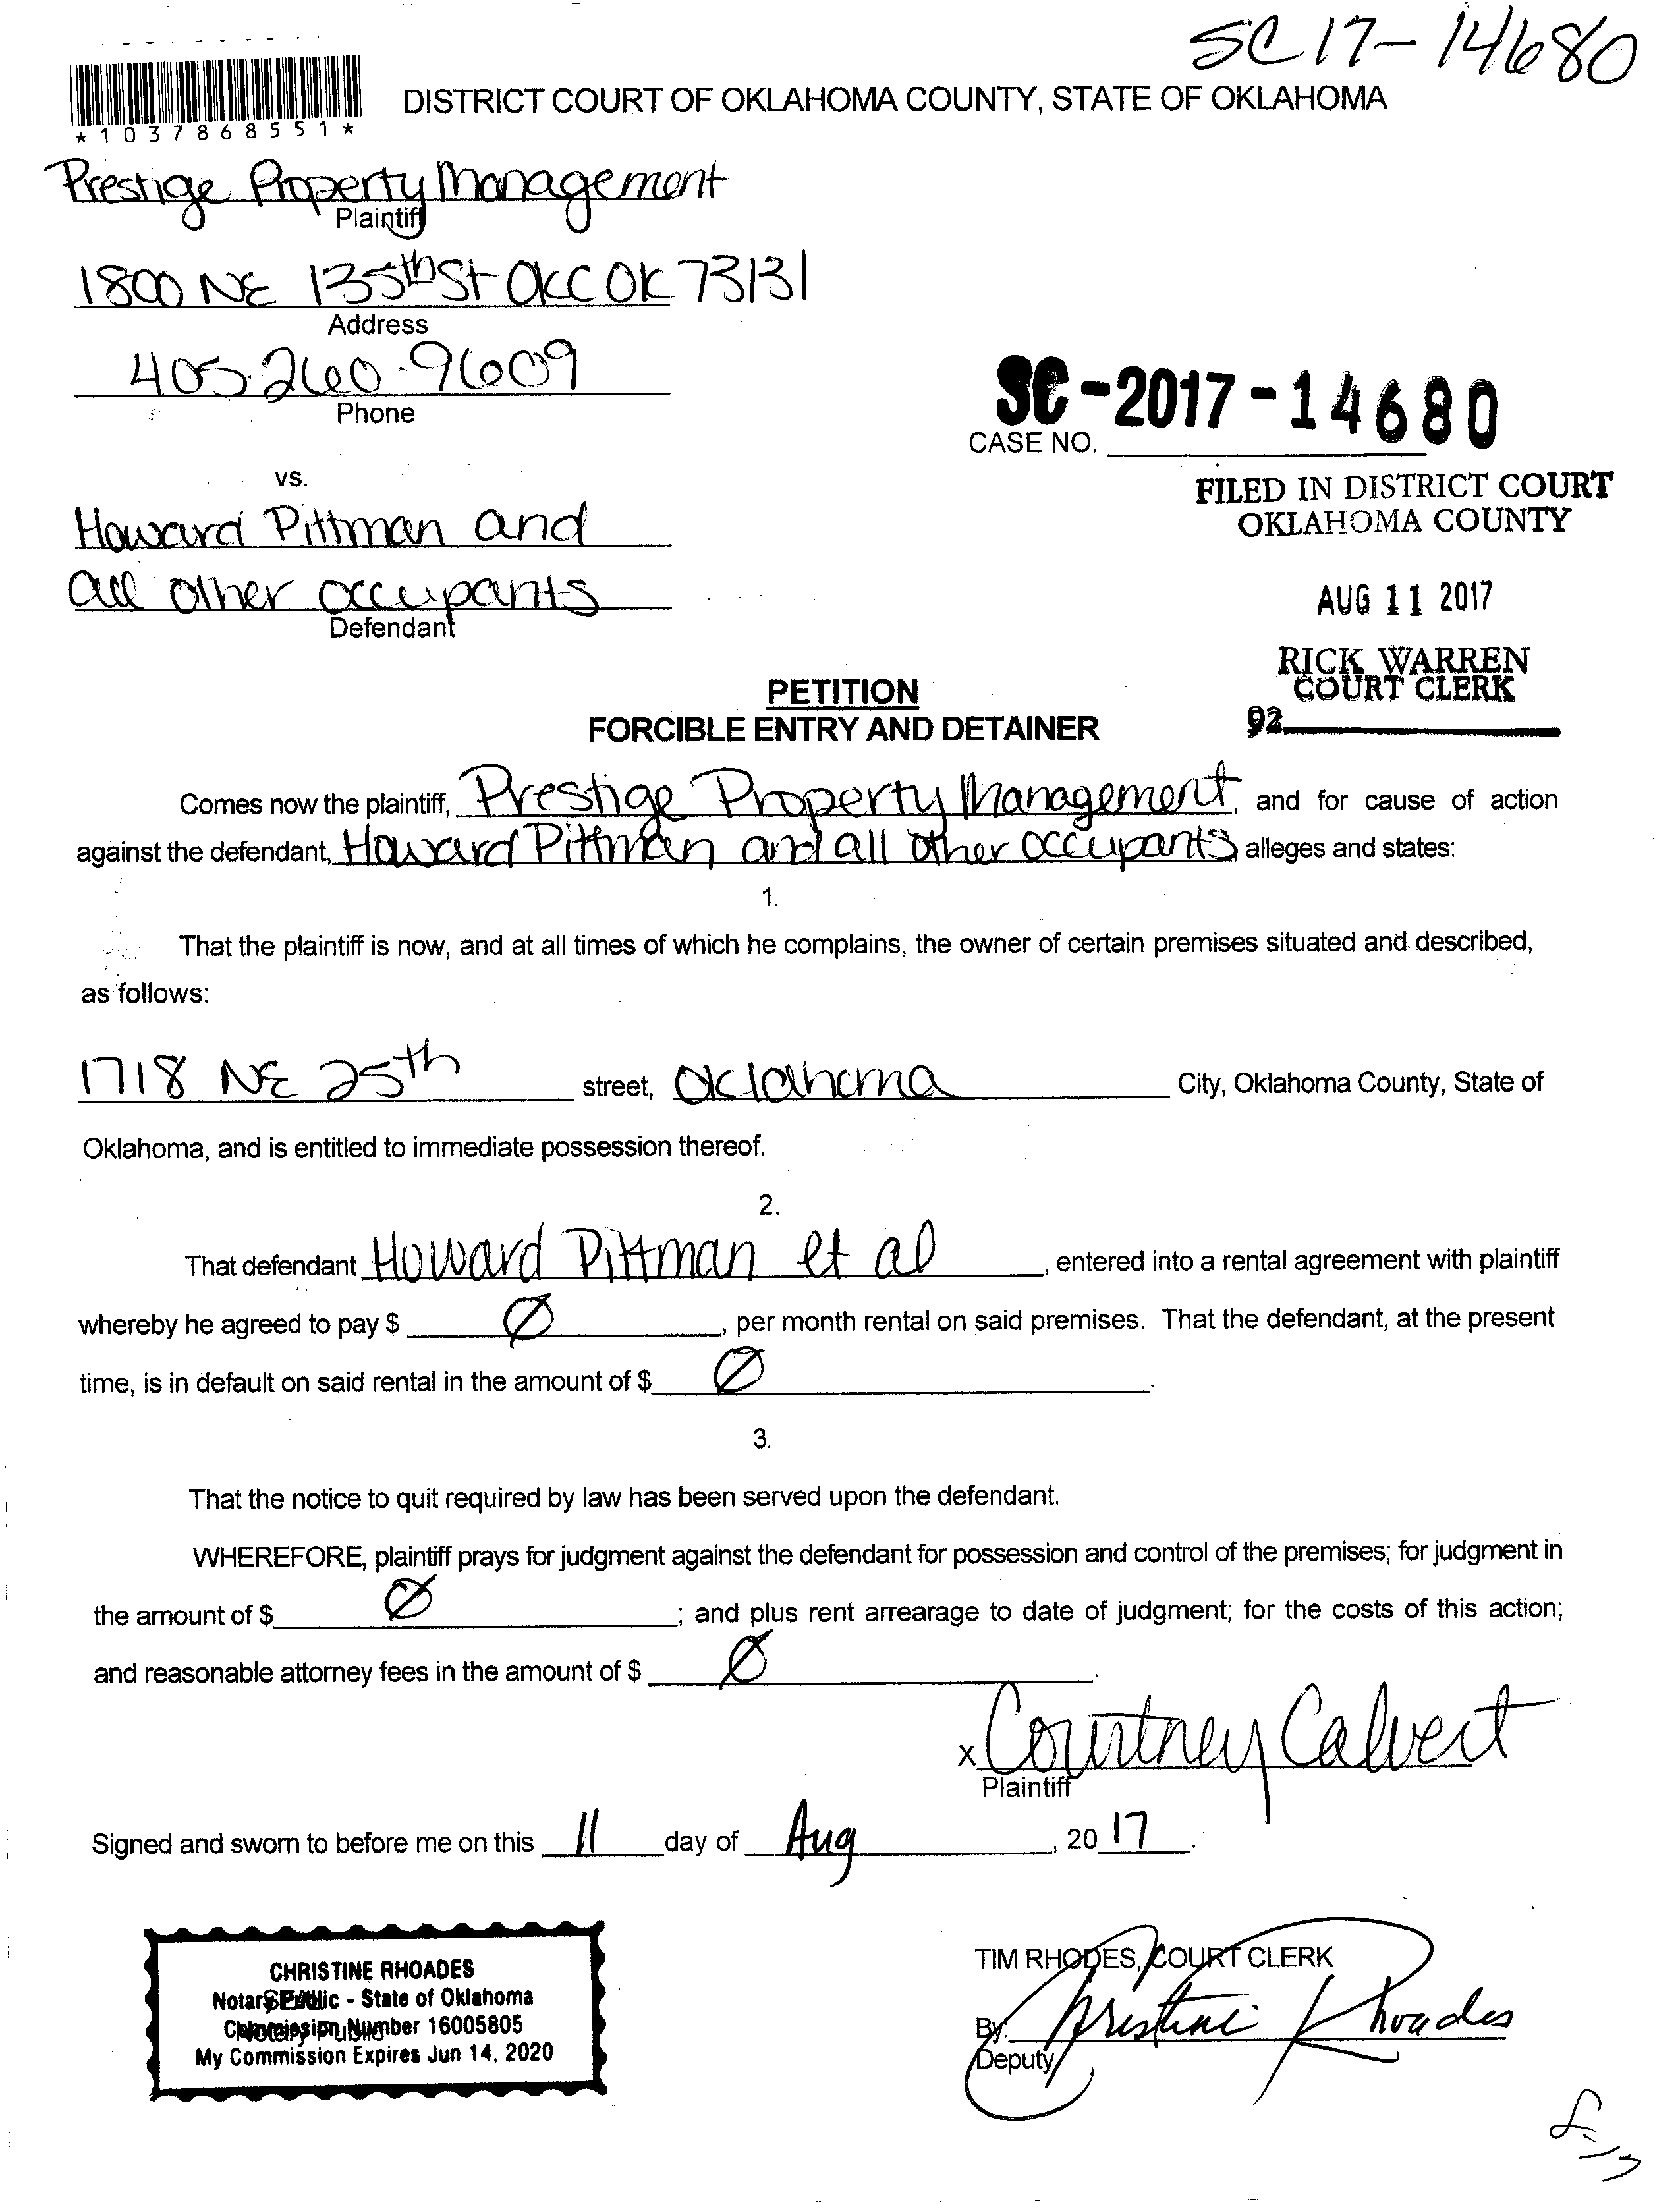 SC17-14680
*1037868551*
DISTRICT COURT OF OKLAHOMA COUNTY, STATE OF OKLAHOMA
Prestige Property Management
Plaintiff
1800 NE 135th St OKC OK 73131
Address
405.260.9609
Phone
SC-2017-14680
CASE NO.
vs.
FILED IN DISTRICT COURT
OKLAHOMA COUNTY
Howard Pittman and
all other occupants
Defendant
AUG 11 2017
RICK WARREN
COURT CLERK
92
PETITION
FORCIBLE ENTRY AND DETAINER
Comes now the plaintiff, Prestige Property Management, and for cause of action
against the defendant, Howard Pittman and all other occupants alleges and states:
1.
That the plaintiff is now, and at all times of which he complains, the owner of certain premises situated and described,
as follows:
1718 NE 25th street, Oklahoma City, Oklahoma County, State of
Oklahoma, and is entitled to immediate possession thereof.
2.
That defendant Howard Pittman et al, entered into a rental agreement with plaintiff
whereby he agreed to pay $ Ø, per month rental on said premises. That the defendant, at the present
time, is in default on said rental in the amount of $ Ø.
3.
That the notice to quit required by law has been served upon the defendant.
WHEREFORE, plaintiff prays for judgment against the defendant for possession and control of the premises; for judgment in
the amount of $ Ø; and plus rent arrearage to date of judgment; for the costs of this action;
and reasonable attorney fees in the amount of $ Ø.
x Courtney Calvert
Plaintiff
Signed and sworn to before me on this 11 day of Aug, 2017.
CHRISTINE RHOADES
Notary Public - State of Oklahoma
Commission Number 16005805
My Commission Expires Jun 14, 2020
TIM RHODES, COURT CLERK
By: Christine Rhoades
Deputy